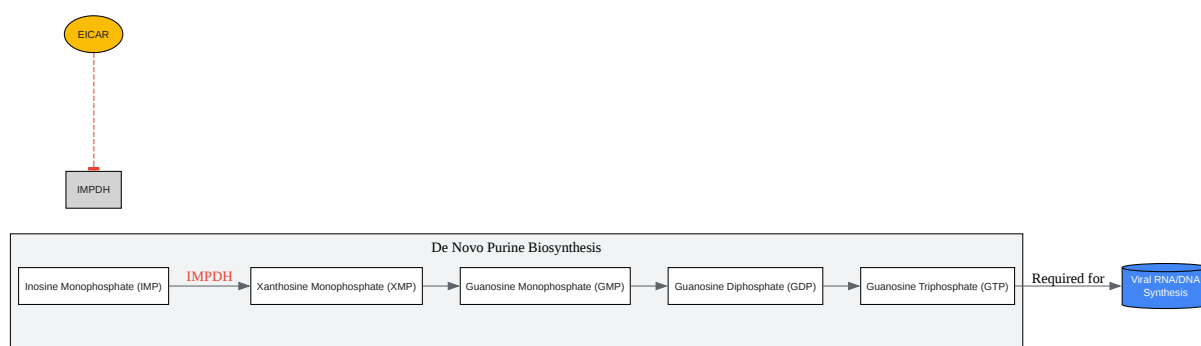 EICAR
IMPDH
De Novo Purine Biosynthesis
Inosine Monophosphate (IMP)
IMPDH
Xanthosine Monophosphate (XMP)
Guanosine Monophosphate (GMP)
Guanosine Diphosphate (GDP)
Guanosine Triphosphate (GTP)
Required for
Viral RNA/DNA
Synthesis